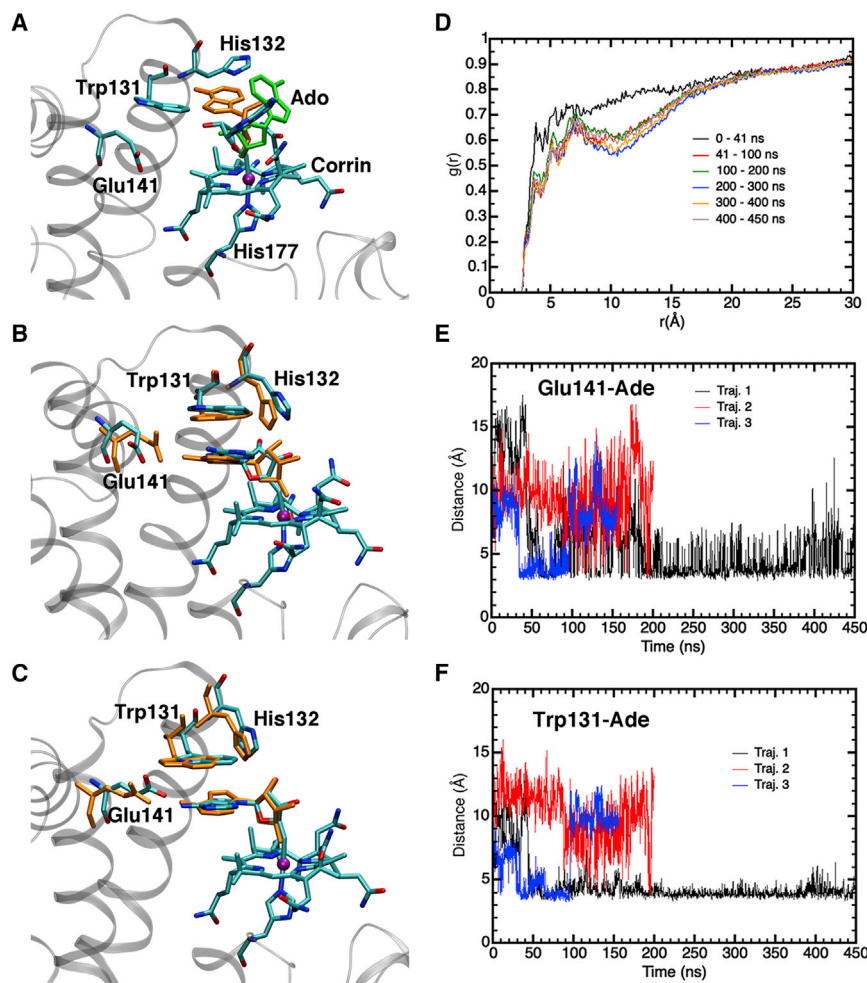 A
His132
Trp131
Ado
Glu141
Corrin
His177
B
Trp131
His132
Glu141
C
Trp131
His132
Glu141
D
1
0.9
0.8
0.7
0.6
0.5
0.4
0.3
0.2
0.1
0
g(r)
0 - 41 ns
41 - 100 ns
100 - 200 ns
200 - 300 ns
300 - 400 ns
400 - 450 ns
0 5 10 15 20 25 30
r(Å)
E
20
15
10
5
0
Distance (Å)
Glu141-Ade
Traj. 1
Traj. 2
Traj. 3
0 50 100 150 200 250 300 350 400 450
Time (ns)
F
20
15
10
5
0
Distance (Å)
Trp131-Ade
Traj. 1
Traj. 2
Traj. 3
0 50 100 150 200 250 300 350 400 450
Time (ns)